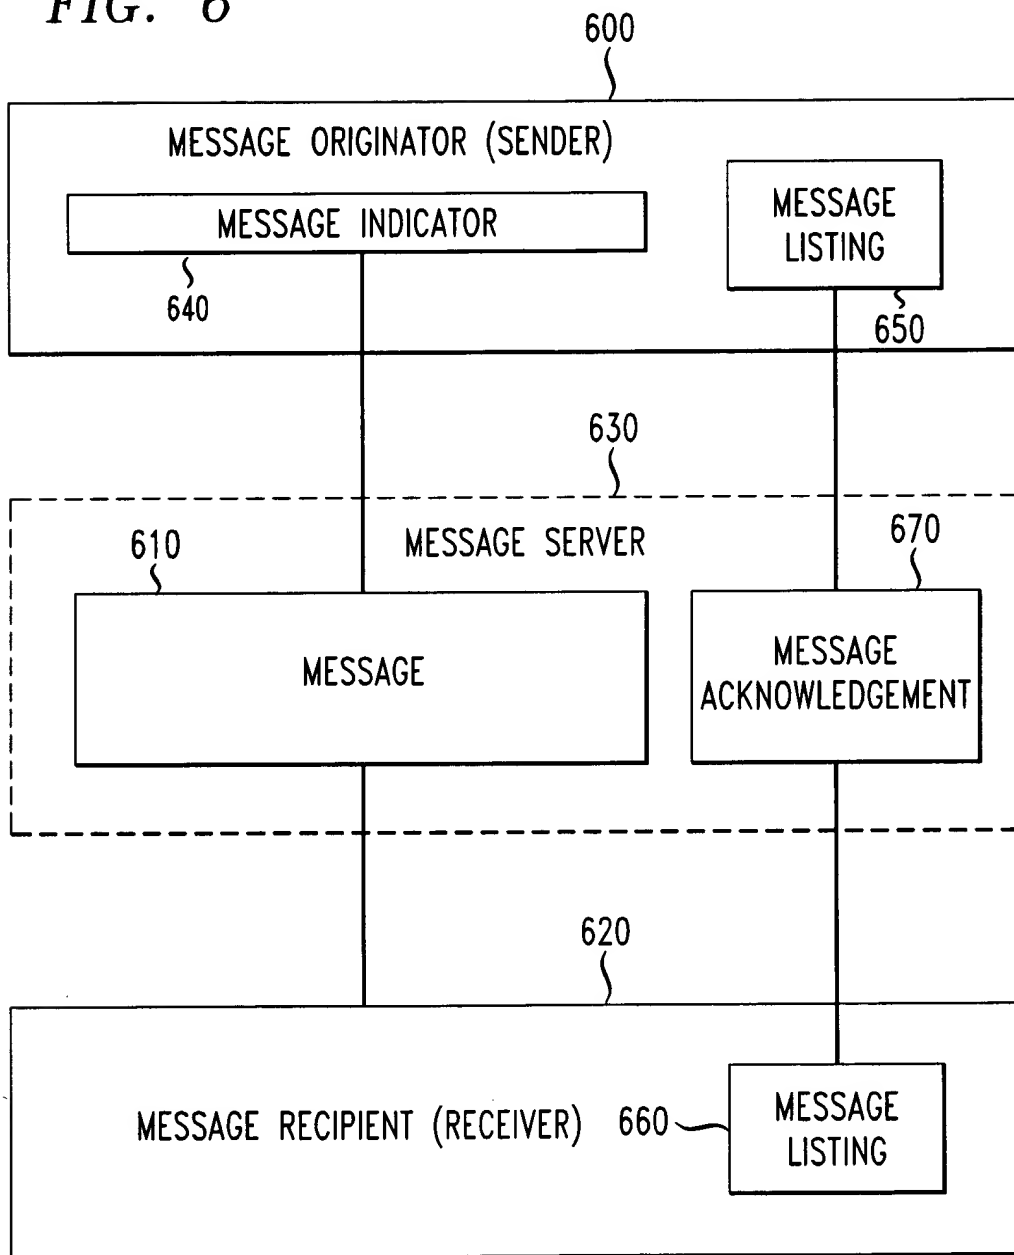 FIG. 6
600
MESSAGE ORIGINATOR (SENDER)
MESSAGE INDICATOR
640
MESSAGE
LISTING
650
630
MESSAGE SERVER
610
670
MESSAGE
MESSAGE
ACKNOWLEDGEMENT
620
MESSAGE RECIPIENT (RECEIVER)
660
MESSAGE
LISTING